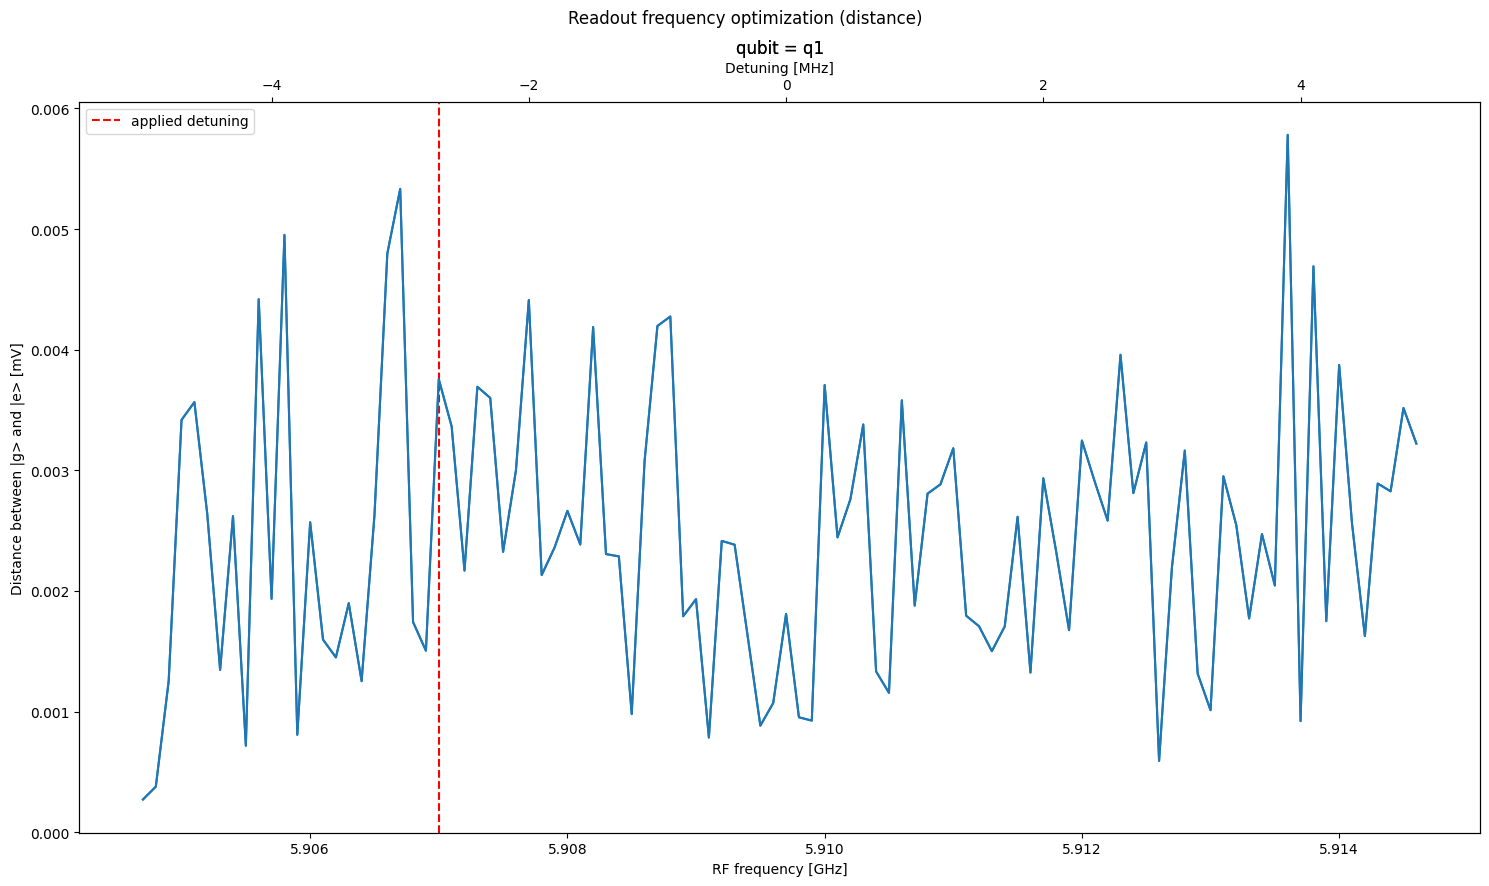 Readout frequency optimization (distance)
qubit = q1
Detuning [MHz]
−4 −2 0 2 4
applied detuning
0.006
0.005
0.004
0.003
0.002
0.001
0.000
Distance between |g> and |e> [mV]
5.906 5.908 5.910 5.912 5.914
RF frequency [GHz]